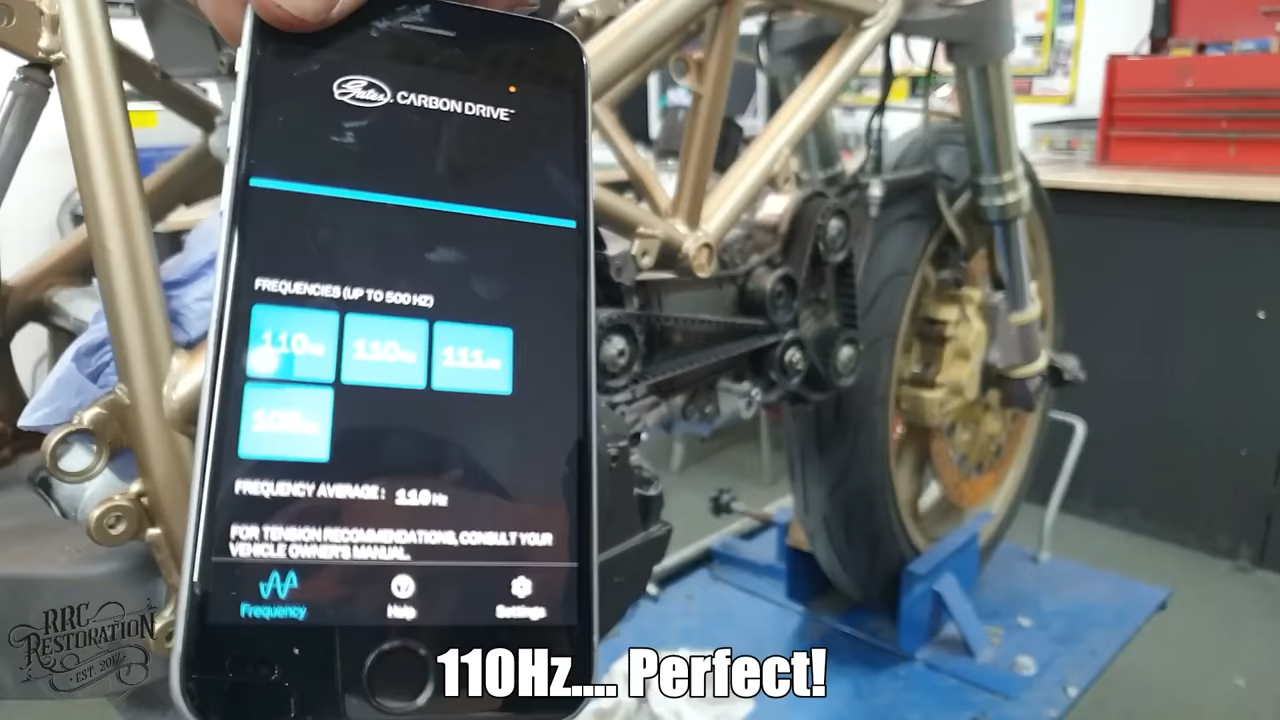 Gates. CARBON DRIVE™
FREQUENCIES (UP TO 500 HZ)
110Hz 110Hz 111Hz
FREQUENCY AVERAGE: 110 Hz
FOR TENSION RECOMMENDATIONS, CONSULT YOUR
VEHICLE OWNER'S MANUAL.
Frequency Help Settings
RRC
RESTORATION
EST. 2017
110Hz.... Perfect!